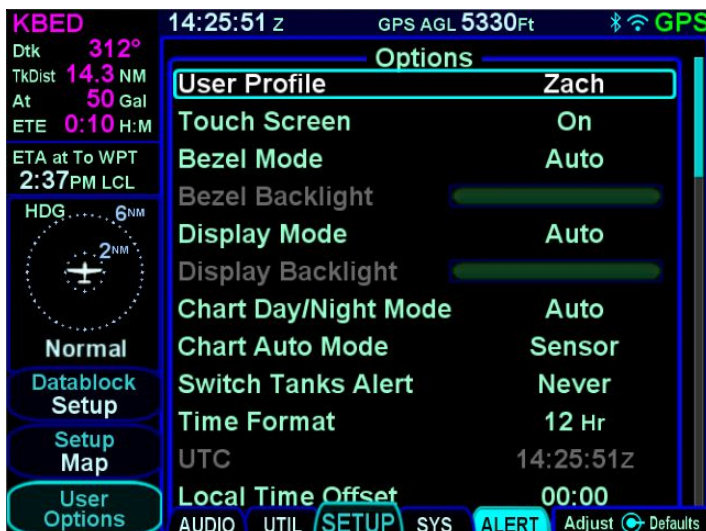 KBED
Dtk 312°
TkDist 14.3 NM
At 50 Gal
ETE 0:10 H:M
ETA at To WPT
2:37PM LCL
HDG 6NM
2NM
Normal
Datablock
Setup
Setup
Map
User
Options
14:25:51 Z GPS AGL 5330Ft GPS
Options
User Profile Zach
Touch Screen On
Bezel Mode Auto
Bezel Backlight
Display Mode Auto
Display Backlight
Chart Day/Night Mode Auto
Chart Auto Mode Sensor
Switch Tanks Alert Never
Time Format 12 Hr
UTC 14:25:51Z
Local Time Offset 00:00
AUDIO UTIL SETUP SYS ALERT Adjust Defaults